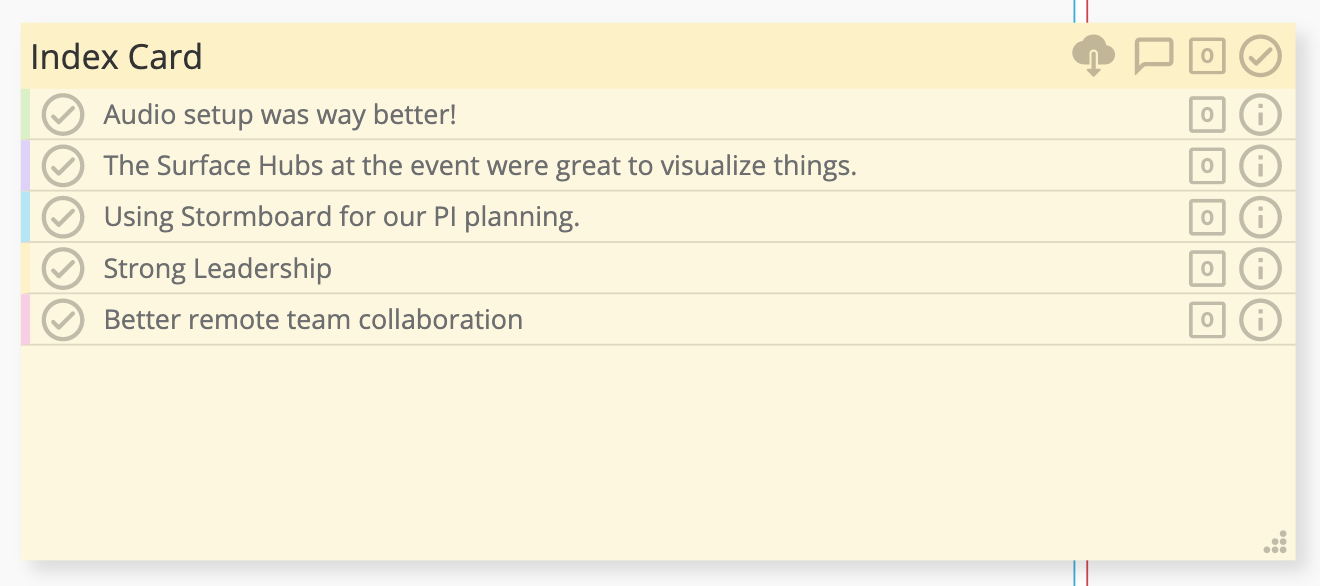 Index Card 0
Audio setup was way better! 0
The Surface Hubs at the event were great to visualize things. 0
Using Stormboard for our PI planning. 0
Strong Leadership 0
Better remote team collaboration 0